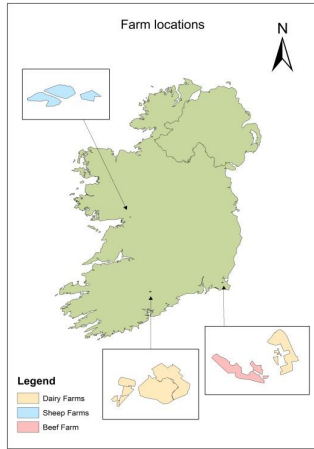 Farm locations
N
Legend
Dairy Farms
Sheep Farms
Beef Farm